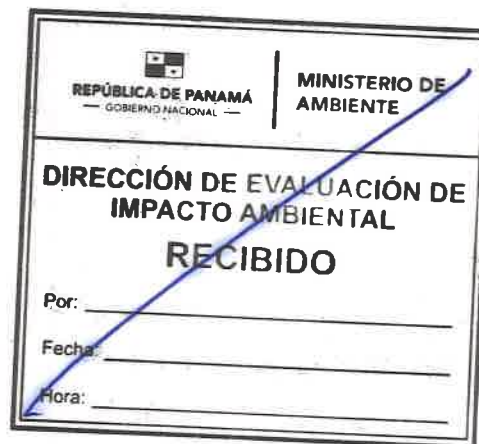 REPÚBLICA DE PANAMÁ
— GOBIERNO NACIONAL —
MINISTERIO DE
AMBIENTE
DIRECCIÓN DE EVALUACIÓN DE
IMPACTO AMBIENTAL
RECIBIDO
Por:
Fecha:
Hora: